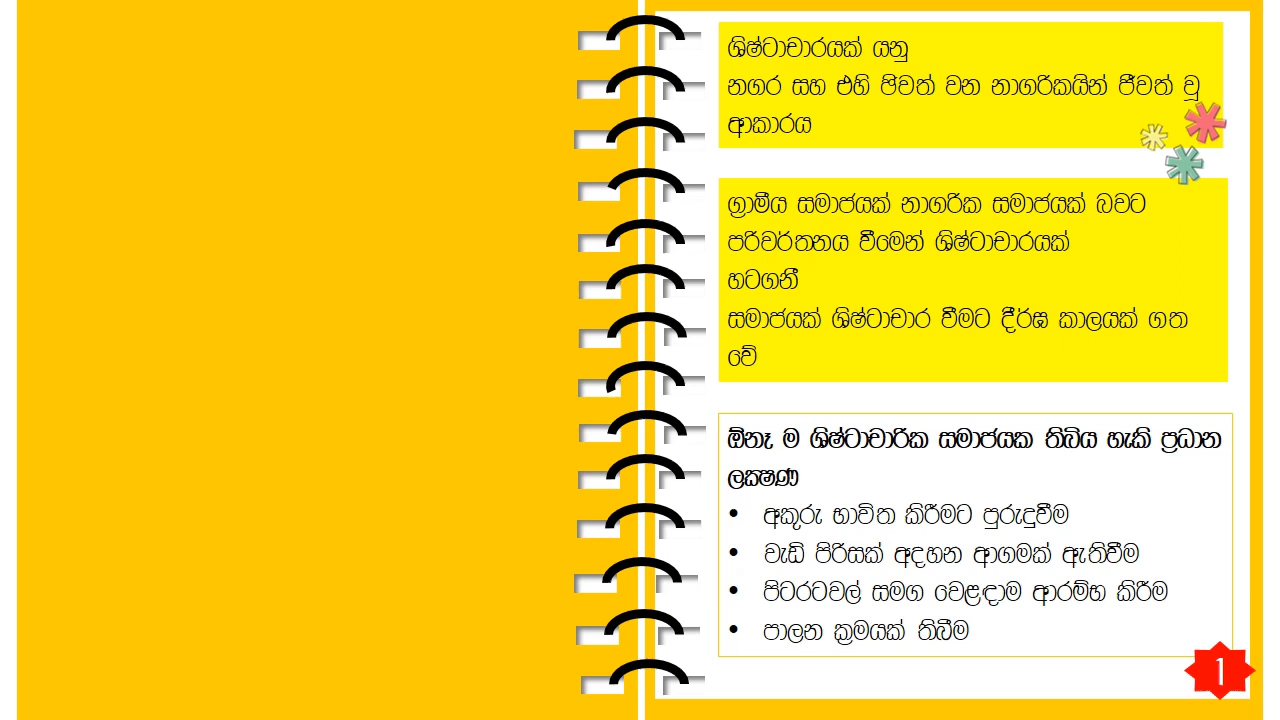 ශිෂ්ටාචාරයක් යනු
නගර සහ එහි ජිවත් වන නාගරිකයින් ජීවත් වූ
ආකාරය
ග්‍රාමීය සමාජයක් නාගරික සමාජයක් බවට
පරිවර්තනය වීමෙන් ශිෂ්ටාචාරයක්
හටගනී
සමාජයක් ශිෂ්ටාචාර වීමට දීර්ඝ කාලයක් ගත
වේ
ඕනෑ ම ශිෂ්ටාචාරික සමාජයක තිබිය හැකි ප්‍රධාන
ලක්‍ෂණ
• අකුරු භාවිත කිරීමට පුරුදුවීම
• වැඩි පිරිසක් අදහන ආගමක් ඇතිවීම
• පිටරටවල් සමග වෙළඳාම ආරම්භ කිරීම
• පාලන ක්‍රමයක් තිබීම
1